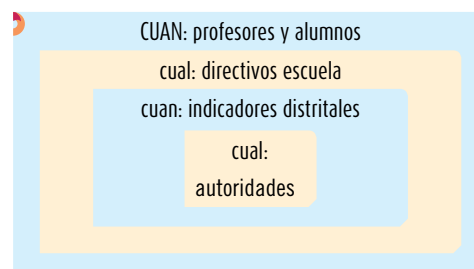 CUAN: profesores y alumnos
cual: directivos escuela
cuan: indicadores distritales
cual:
autoridades